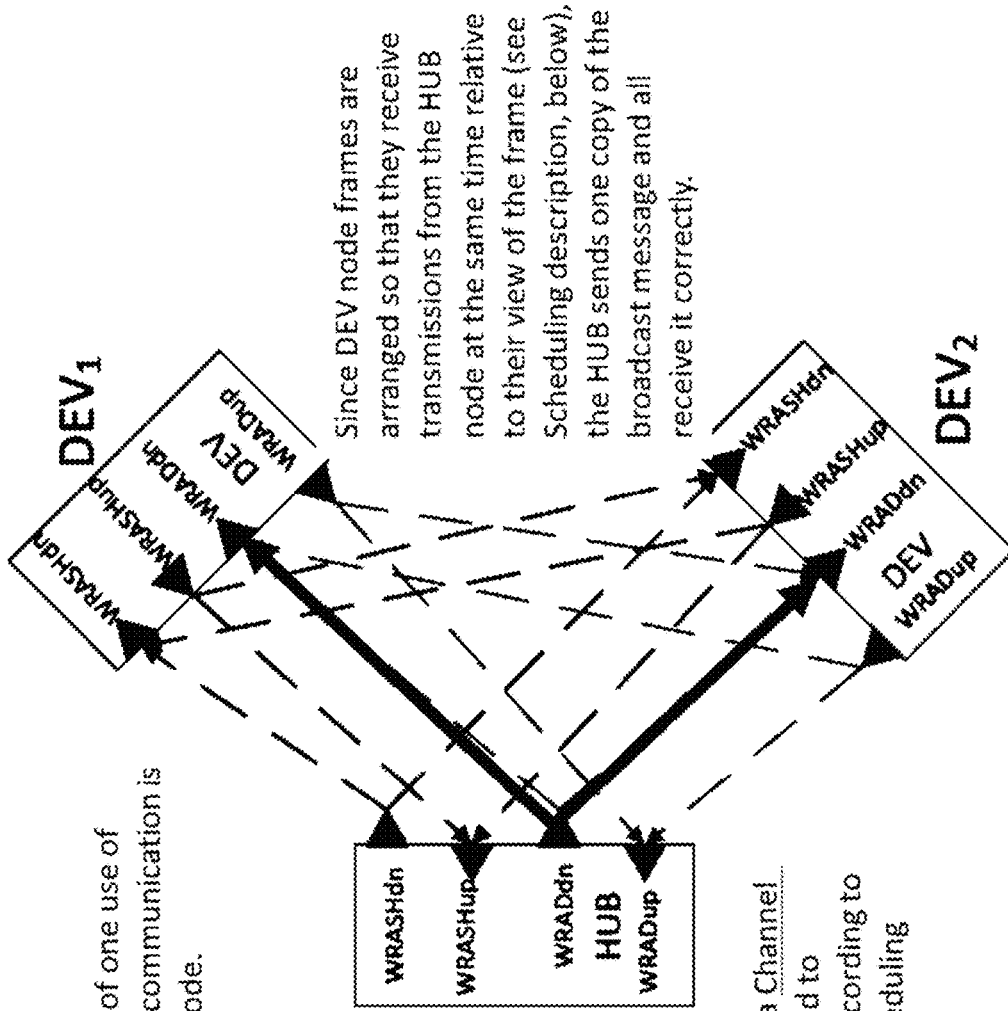 of one use of
communication is
ode.
DEV1
WRASHdn
WRASHup
WRADdn
DEV
WRADup
Since DEV node frames are
arranged so that they receive
transmissions from the HUB
node at the same time relative
to their view of the frame (see
Scheduling description, below),
the HUB sends one copy of the
broadcast message and all
receive it correctly.
WRASHdn
WRASHup
WRADdn
HUB
WRADup
WRASHdn
WRASHup
WRADdn
DEV
WRADup
DEV2
a Channel
d to
cording to
eduling